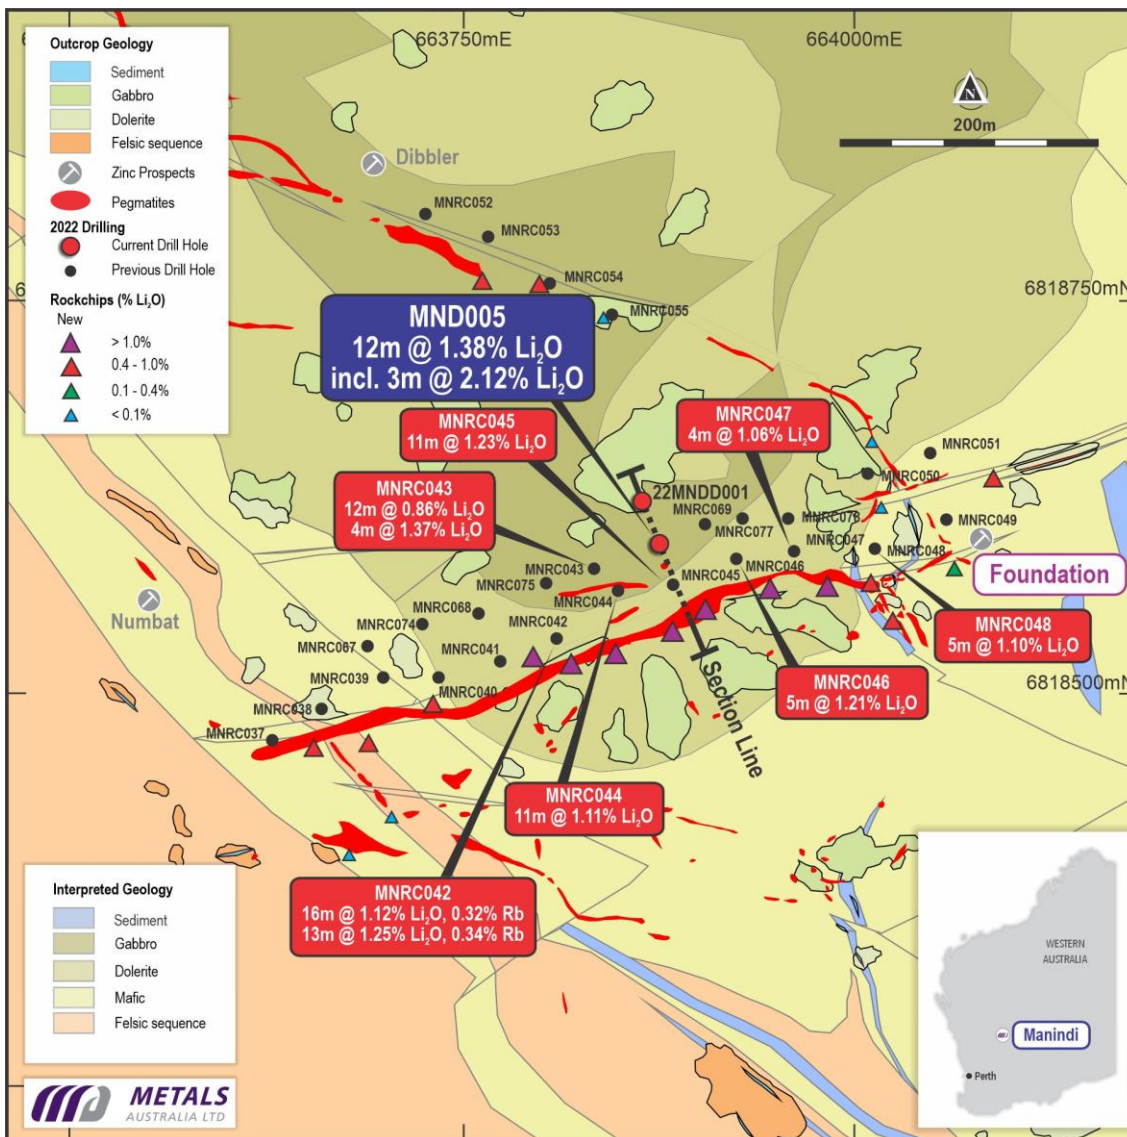 663750mE
664000mE
Outcrop Geology
Sediment
Gabbro
Dolerite
Felsic sequence
Zinc Prospects
Pegmatites
2022 Drilling
Current Drill Hole
Previous Drill Hole
Rockchips (% Li₂O)
New
> 1.0%
0.4 - 1.0%
0.1 - 0.4%
< 0.1%
N
200m
Dibbler
MNRC052
MNRC053
MNRC054
MNRC055
6818750mN
MND005
12m @ 1.38% Li₂O
incl. 3m @ 2.12% Li₂O
MNRC045
11m @ 1.23% Li₂O
MNRC047
4m @ 1.06% Li₂O
MNRC051
MNRC050
MNRC043
12m @ 0.86% Li₂O
4m @ 1.37% Li₂O
22MNDD001
MNRC069
MNRC077
MNRC076
MNRC049
MNRC047
MNRC048
MNRC046
MNRC045
MNRC043
MNRC075
MNRC044
Foundation
Numbat
MNRC068
MNRC074
MNRC042
MNRC067
MNRC041
MNRC039
MNRC040
MNRC038
MNRC037
MNRC048
5m @ 1.10% Li₂O
MNRC046
5m @ 1.21% Li₂O
6818500mN
Section Line
MNRC044
11m @ 1.11% Li₂O
MNRC042
16m @ 1.12% Li₂O, 0.32% Rb
13m @ 1.25% Li₂O, 0.34% Rb
Interpreted Geology
Sediment
Gabbro
Dolerite
Mafic
Felsic sequence
WESTERN
AUSTRALIA
Manindi
Perth
METALS
AUSTRALIA LTD